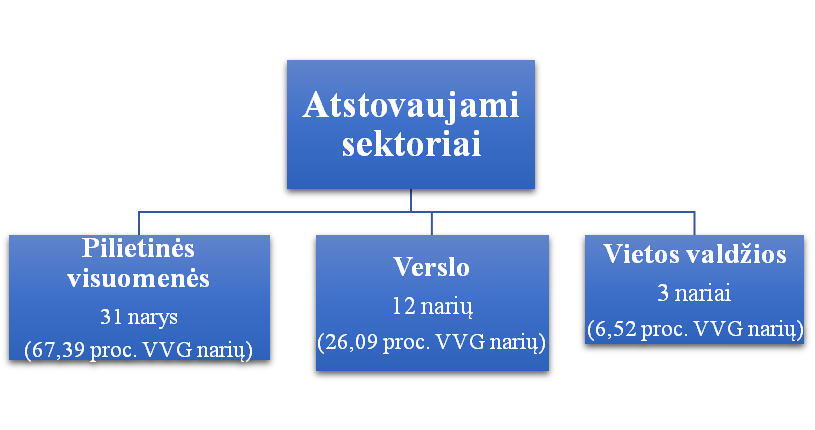 Atstovaujami
sektoriai
Pilietinės
visuomenės
31 narys
(67,39 proc. VVG narių)
Verslo
12 narių
(26,09 proc. VVG narių)
Vietos valdžios
3 nariai
(6,52 proc. VVG narių)